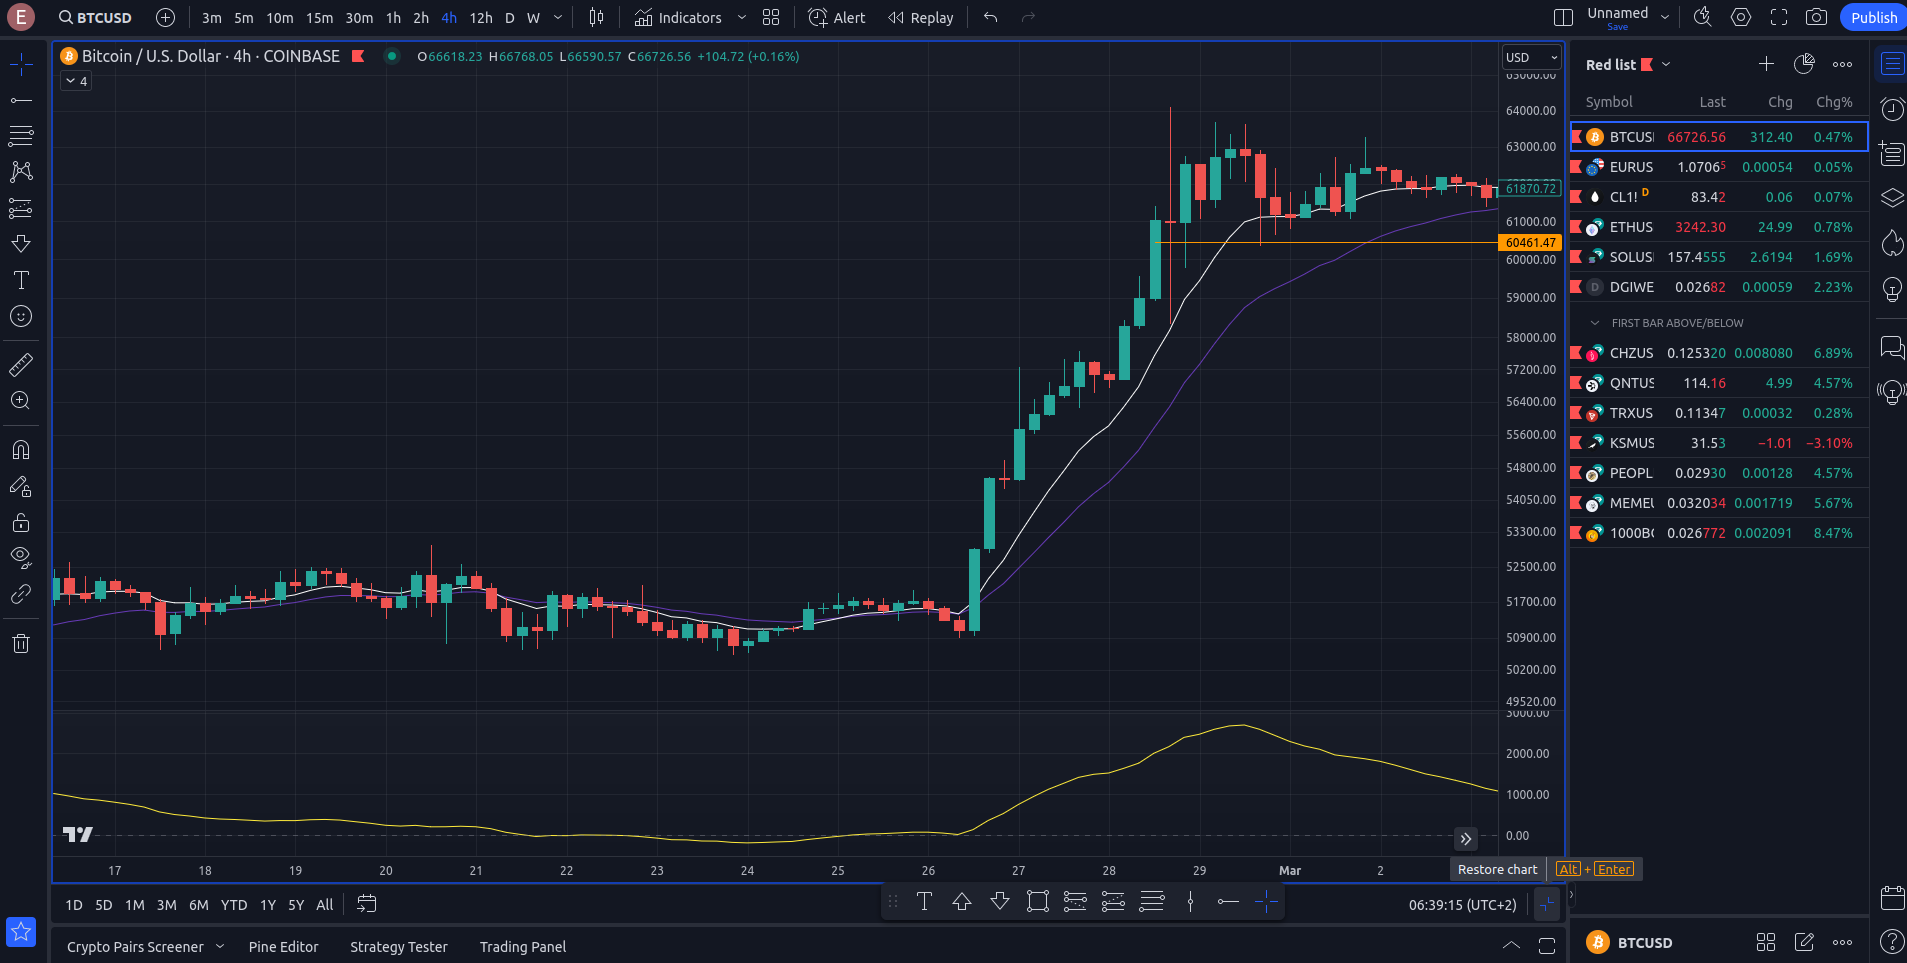 E BTCUSD 3m 5m 10m 15m 30m 1h 2h 4h 12h D W Indicators Alert Replay Unnamed Save Publish
Bitcoin / U.S. Dollar · 4h · COINBASE O66618.23 H66768.05 L66590.57 C66726.56 +104.72 (+0.16%)
4
USD
65000.00
64000.00
63000.00
61870.72
61000.00
60461.47
60000.00
59000.00
58000.00
57200.00
56400.00
55600.00
54800.00
54050.00
53300.00
52500.00
51700.00
50900.00
50200.00
49520.00
3000.00
2000.00
1000.00
0.00
17 18 19 20 21 22 23 24 25 26 27 28 29 Mar 2
Restore chart Alt + Enter
Red list
Symbol Last Chg Chg%
BTCUS 66726.56 312.40 0.47%
EURUS 1.07065 0.00054 0.05%
CL1! D 83.42 0.06 0.07%
ETHUS 3242.30 24.99 0.78%
SOLUS 157.4555 2.6194 1.69%
D DGIWE 0.02682 0.00059 2.23%
FIRST BAR ABOVE/BELOW
CHZUS 0.125320 0.008080 6.89%
QNTUS 114.16 4.99 4.57%
TRXUS 0.11347 0.00032 0.28%
KSMUS 31.53 −1.01 −3.10%
PEOPL 0.02930 0.00128 4.57%
MEMEU 0.032034 0.001719 5.67%
1000BO 0.026772 0.002091 8.47%
1D 5D 1M 3M 6M YTD 1Y 5Y All T 06:39:15 (UTC+2)
Crypto Pairs Screener Pine Editor Strategy Tester Trading Panel
BTCUSD